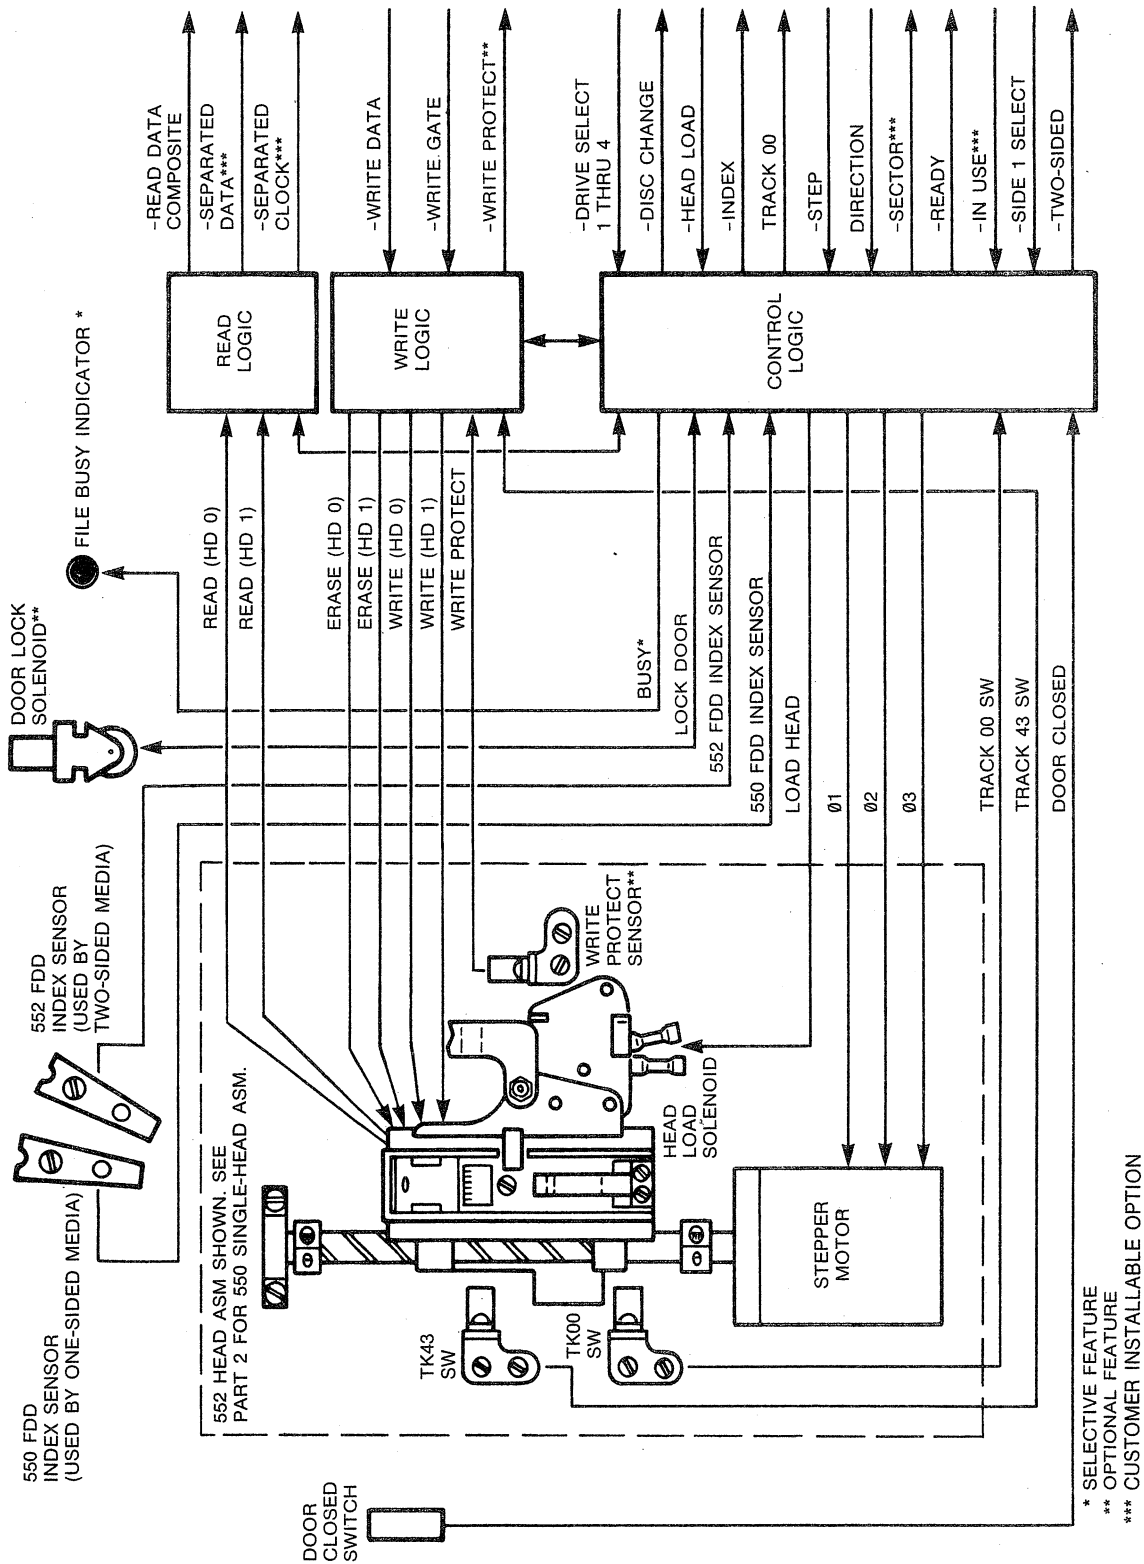 550 FDD
INDEX SENSOR
(USED BY ONE-SIDED MEDIA)
552 FDD
INDEX SENSOR
(USED BY
TWO-SIDED MEDIA)
DOOR LOCK
SOLENOID**
FILE BUSY INDICATOR *
552 HEAD ASM SHOWN. SEE
PART 2 FOR 550 SINGLE-HEAD ASM.
DOOR
CLOSED
SWITCH
TK43
SW
TK00
SW
STEPPER
MOTOR
HEAD
LOAD
SOLENOID
WRITE
PROTECT
SENSOR**
READ (HD 0)
READ (HD 1)
ERASE (HD 0)
ERASE (HD 1)
WRITE (HD 0)
WRITE (HD 1)
WRITE PROTECT
BUSY*
LOCK DOOR
552 FDD INDEX SENSOR
550 FDD INDEX SENSOR
LOAD HEAD
Ø1
Ø2
Ø3
TRACK 00 SW
TRACK 43 SW
DOOR CLOSED
READ
LOGIC
WRITE
LOGIC
CONTROL
LOGIC
-READ DATA
COMPOSITE
-SEPARATED
DATA***
-SEPARATED
CLOCK***
-WRITE DATA
-WRITE GATE
-WRITE PROTECT**
-DRIVE SELECT
1 THRU 4
-DISC CHANGE
-HEAD LOAD
-INDEX
TRACK 00
-STEP
DIRECTION
-SECTOR***
-READY
-IN USE***
-SIDE 1 SELECT
-TWO-SIDED
* SELECTIVE FEATURE
** OPTIONAL FEATURE
*** CUSTOMER INSTALLABLE OPTION